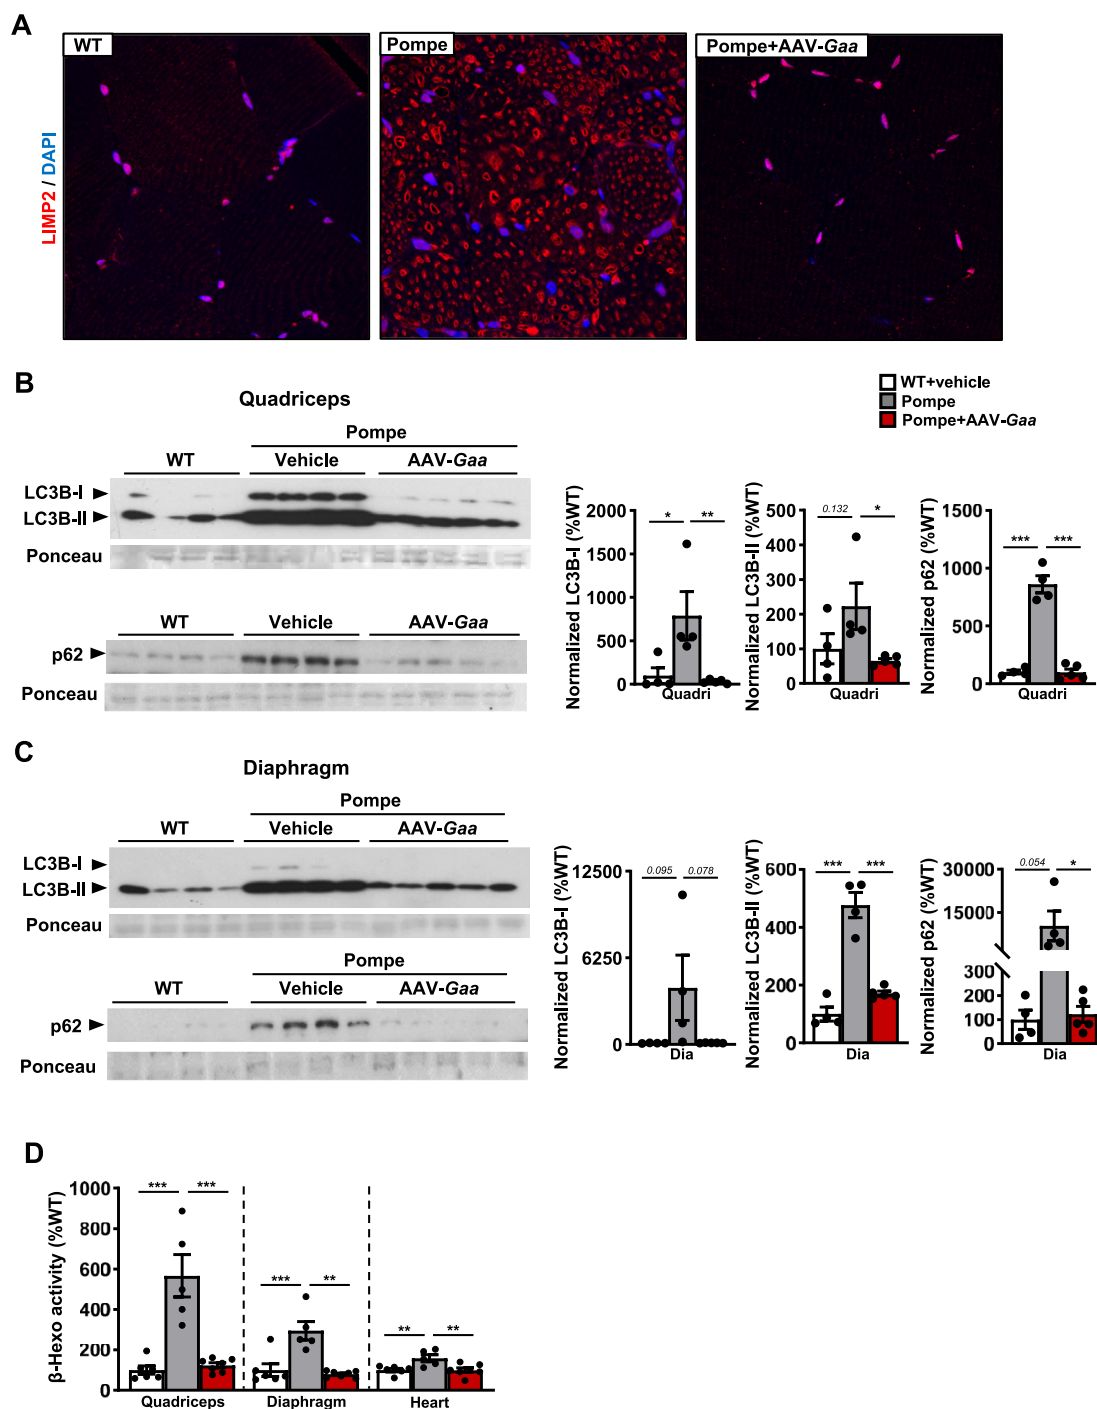 A
WT
Pompe
Pompe+AAV-Gaa
LIMP2 / DAPI
B
Quadriceps
WT+vehicle
Pompe
Pompe+AAV-Gaa
Pompe
WT
Vehicle
AAV-Gaa
LC3B-I
LC3B-II
Ponceau
WT
Vehicle
AAV-Gaa
p62
Ponceau
Normalized LC3B-I (%WT)
2000
1500
1000
500
0
* **
Quadri
Normalized LC3B-II (%WT)
500
400
300
200
100
0
0.132 *
Quadri
Normalized p62 (%WT)
1500
1000
500
0
*** ***
Quadri
C
Diaphragm
Pompe
WT
Vehicle
AAV-Gaa
LC3B-I
LC3B-II
Ponceau
Pompe
WT
Vehicle
AAV-Gaa
p62
Ponceau
Normalized LC3B-I (%WT)
12500
6250
0
0.095 0.078
Dia
Normalized LC3B-II (%WT)
600
400
200
0
*** ***
Dia
Normalized p62 (%WT)
30000
15000
300
200
100
0
0.054 *
Dia
D
β-Hexo activity (%WT)
1000
800
600
400
200
0
*** ***
*** **
** **
Quadriceps
Diaphragm
Heart